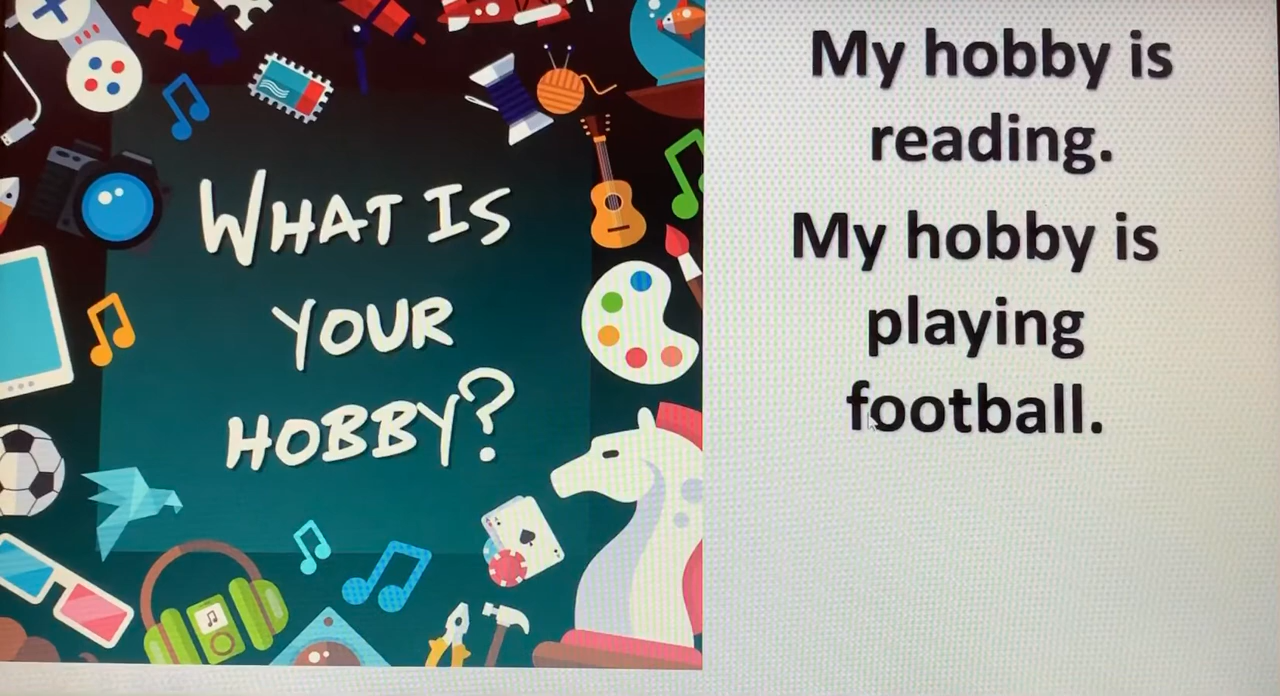 WHAT IS
YOUR
HOBBY?
My hobby is
reading.
My hobby is
playing
football.